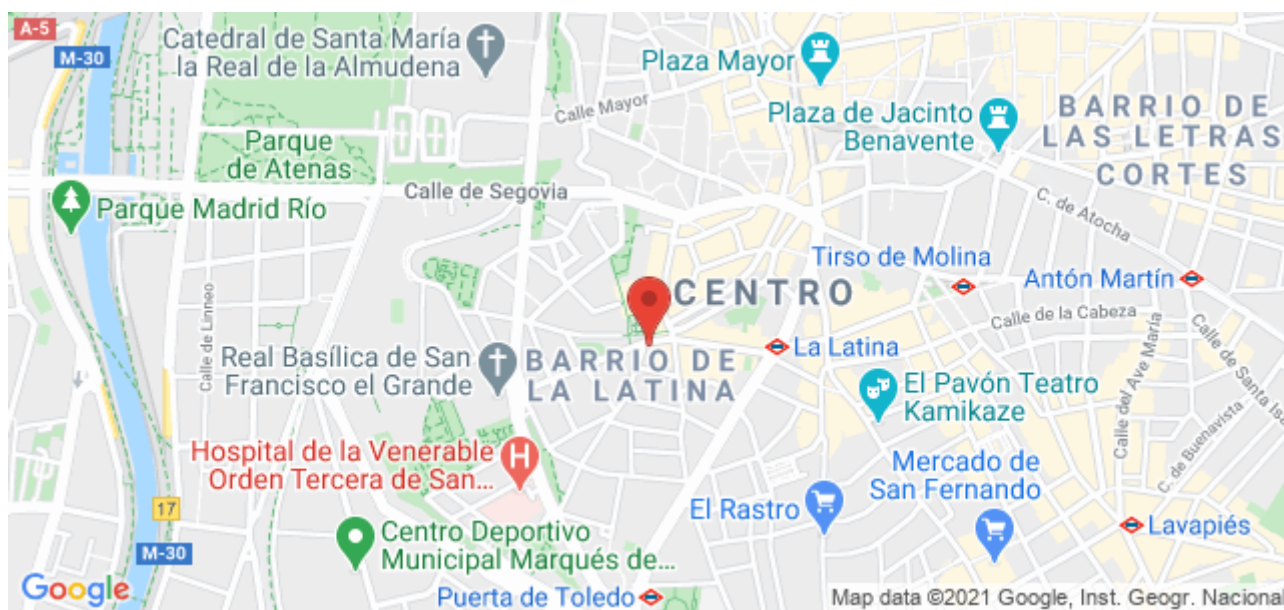 A-5
M-30
Catedral de Santa María
la Real de la Almudena
Plaza Mayor
Calle Mayor
Plaza de Jacinto
Benavente
BARRIO DE
LAS LETRAS
CORTES
Parque
de Atenas
Calle de Segovia
Parque Madrid Río
C. de Atocha
Tirso de Molina
Antón Martín
CENTRO
Calle de la Cabeza
Calle de Linneo
La Latina
Real Basílica de San
Francisco el Grande
BARRIO DE
LA LATINA
El Pavón Teatro
Kamikaze
Calle del Ave María
Calle de Santa Is
C. de Buenavista
Hospital de la Venerable
Orden Tercera de San...
H
Mercado de
San Fernando
El Rastro
17
Lavapiés
M-30
Centro Deportivo
Municipal Marqués de...
Google
Puerta de Toledo
Map data ©2021 Google, Inst. Geogr. Naciona